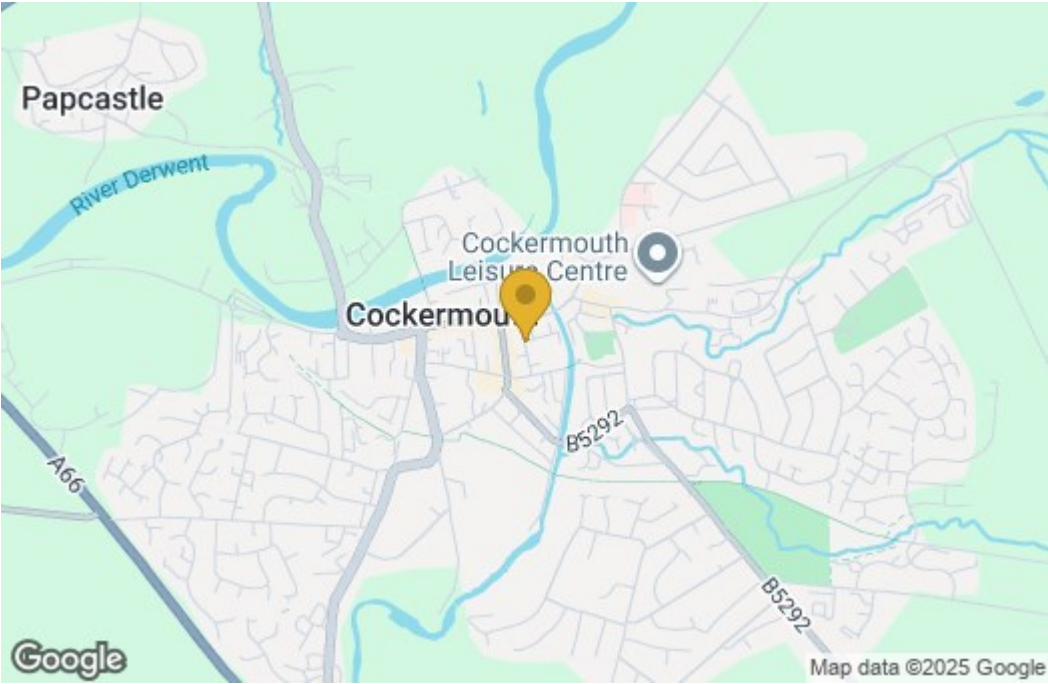 Papcastle
River Derwent
Cockermouth
Leisure Centre
Cockermouth
B5292
A66
B5292
Google
Map data ©2025 Google